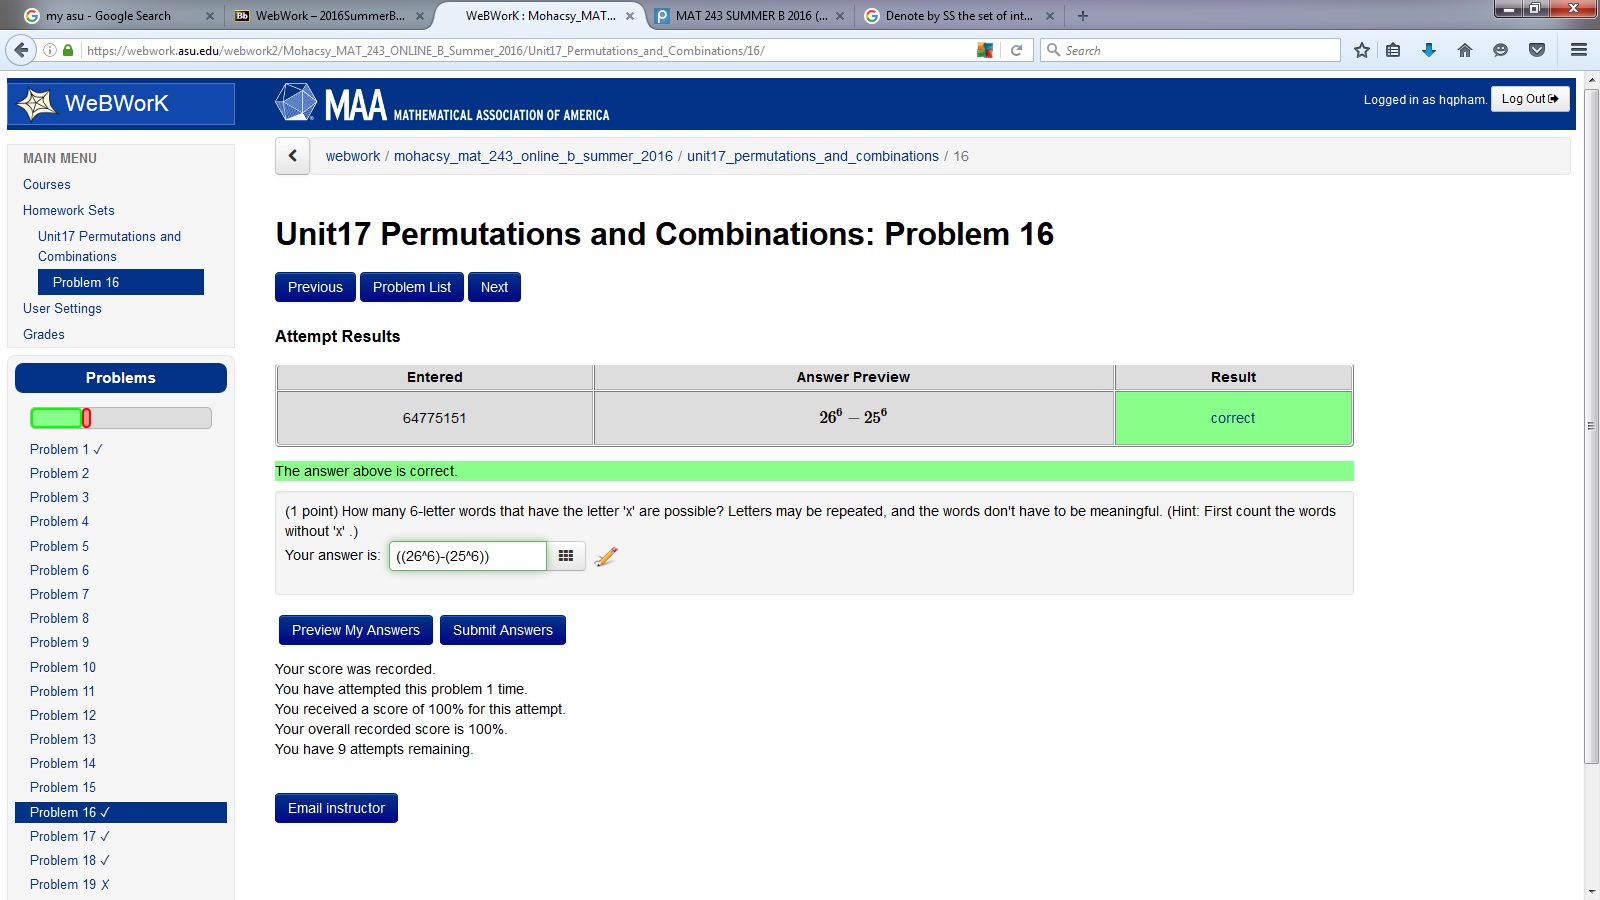 my asu - Google Search
WebWork – 2016SummerB...
WeBWorK : Mohacsy_MAT...
MAT 243 SUMMER B 2016 (...
Denote by SS the set of int...
https://webwork.asu.edu/webwork2/Mohacsy_MAT_243_ONLINE_B_Summer_2016/Unit17_Permutations_and_Combinations/16/
Search
WeBWorK
MAA MATHEMATICAL ASSOCIATION OF AMERICA
Logged in as hqpham.
Log Out
MAIN MENU
Courses
Homework Sets
Unit17 Permutations and
Combinations
Problem 16
User Settings
Grades
Problems
Problem 1 ✓
Problem 2
Problem 3
Problem 4
Problem 5
Problem 6
Problem 7
Problem 8
Problem 9
Problem 10
Problem 11
Problem 12
Problem 13
Problem 14
Problem 15
Problem 16 ✓
Problem 17 ✓
Problem 18 ✓
Problem 19 ✗
webwork / mohacsy_mat_243_online_b_summer_2016 / unit17_permutations_and_combinations / 16
Unit17 Permutations and Combinations: Problem 16
Previous
Problem List
Next
Attempt Results
Entered Answer Preview Result
64775151 26⁶ − 25⁶ correct
The answer above is correct.
(1 point) How many 6-letter words that have the letter 'x' are possible? Letters may be repeated, and the words don't have to be meaningful. (Hint: First count the words
without 'x' .)
Your answer is: ((26^6)-(25^6))
Preview My Answers
Submit Answers
Your score was recorded.
You have attempted this problem 1 time.
You received a score of 100% for this attempt.
Your overall recorded score is 100%.
You have 9 attempts remaining.
Email instructor